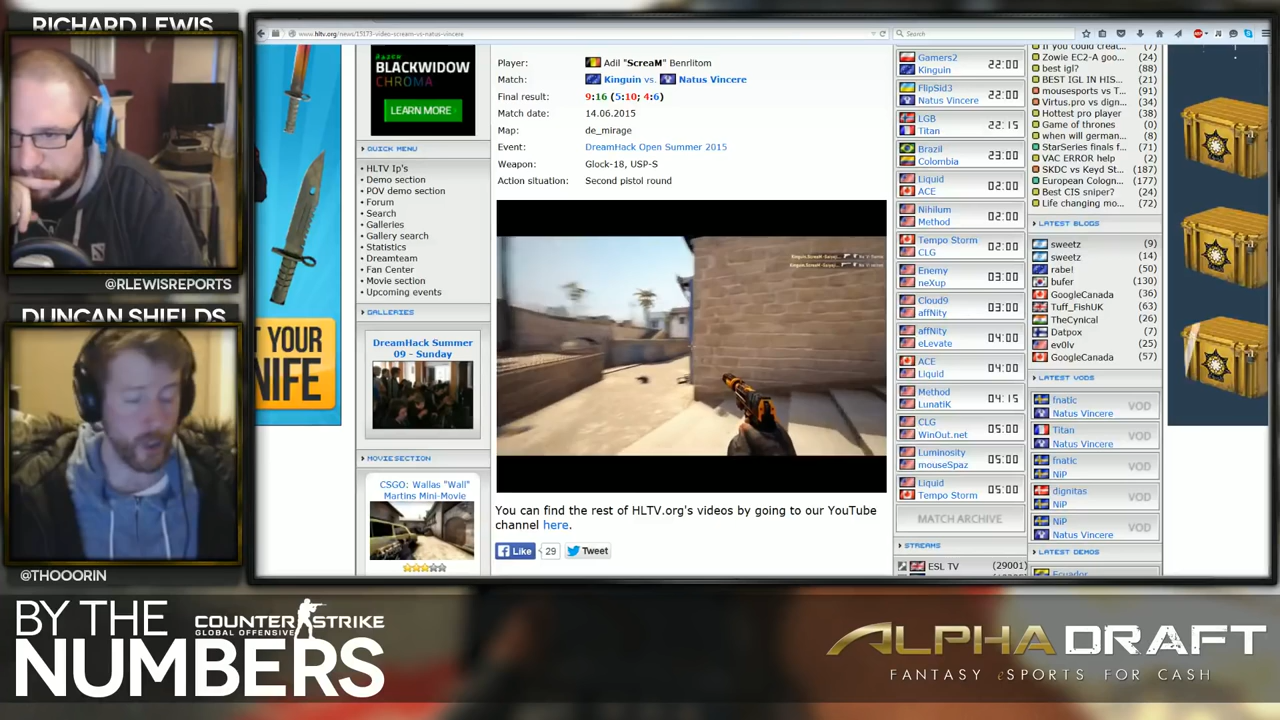 RICHARD LEWIS
@RLEWISREPORTS
DUNCAN SHIELDS
@THOOORIN
www.hltv.org/news/15173-video-scream-vs-natus-vincere
Search
BLACKWIDOW
CHROMA
LEARN MORE
T YOUR
NIFE
QUICK MENU
• HLTV Ip's
• Demo section
• POV demo section
• Forum
• Search
• Galleries
• Gallery search
• Statistics
• Dreamteam
• Fan Center
• Movie section
• Upcoming events
GALLERIES
DreamHack Summer
09 - Sunday
MOVIE SECTION
CSGO: Wallas "Wall"
Martins Mini-Movie
Player: Adil "ScreaM" Benrlitom
Match: Kinguin vs. Natus Vincere
Final result: 9:16 (5:10; 4:6)
Match date: 14.06.2015
Map: de_mirage
Event: DreamHack Open Summer 2015
Weapon: Glock-18, USP-S
Action situation: Second pistol round
You can find the rest of HLTV.org's videos by going to our YouTube
channel here.
Like 29 Tweet
Gamers2
Kinguin 22:00
FlipSid3
Natus Vincere 22:00
LGB
Titan 22:15
Brazil
Colombia 23:00
Liquid
ACE 02:00
Nihilum
Method 02:00
Tempo Storm
CLG 02:00
Enemy
neXup 03:00
Cloud9
affNity 03:00
affNity
eLevate 04:00
ACE
Liquid 04:00
Method
LunatiK 04:15
CLG
WinOut.net 05:00
Luminosity
mouseSpaz 05:00
Liquid
Tempo Storm 05:00
MATCH ARCHIVE
STREAMS
ESL TV (29001)
If you could creat... (7)
Zowie EC2-A goo... (24)
best igl? (88)
BEST IGL IN HIS... (21)
mousesports vs T... (91)
Virtus.pro vs dign... (34)
Hottest pro player (38)
Game of thrones (0)
when will german... (8)
StarSeries finals f... (71)
VAC ERROR help (2)
SKDC vs Keyd St... (187)
European Cologn... (177)
Best CIS sniper? (24)
Life changing mo... (72)
LATEST BLOGS
sweetz (9)
sweetz (14)
rabe! (50)
bufer (130)
GoogleCanada (36)
Tuff_FishUK (63)
TheCynical (26)
Datpox (7)
ev0lv (25)
GoogleCanada (57)
LATEST VODS
fnatic
Natus Vincere VOD
Titan
Natus Vincere VOD
fnatic
NiP VOD
dignitas
NiP VOD
NiP
Natus Vincere VOD
LATEST DEMOS
Ecuador
BY THE
NUMBERS
COUNTER STRIKE
GLOBAL OFFENSIVE
ALPHADRAFT
FANTASY eSPORTS FOR CASH